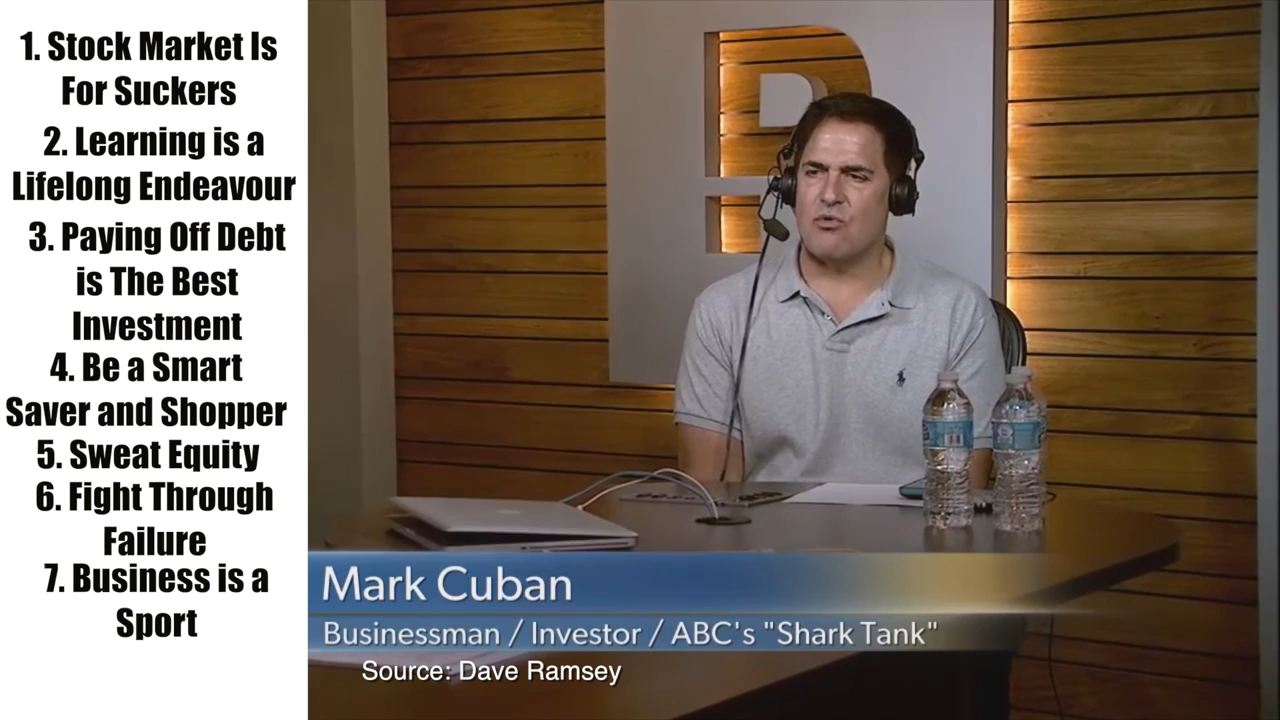 1. Stock Market Is
For Suckers
2. Learning is a
Lifelong Endeavour
3. Paying Off Debt
is The Best
Investment
4. Be a Smart
Saver and Shopper
5. Sweat Equity
6. Fight Through
Failure
7. Business is a
Sport
Mark Cuban
Businessman / Investor / ABC's "Shark Tank"
Source: Dave Ramsey